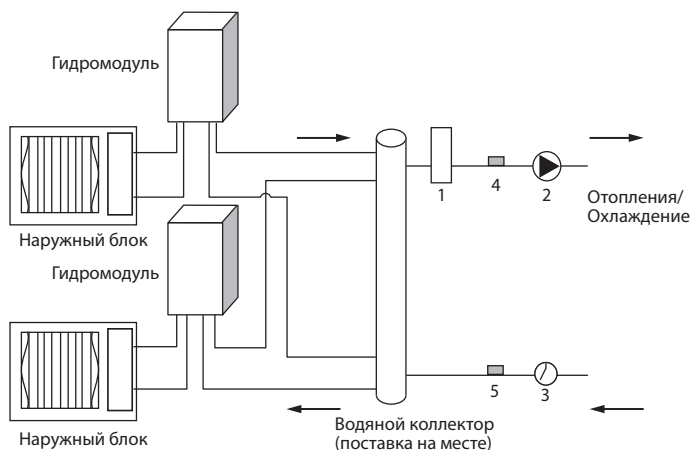 Гидромодуль
Наружный блок
Гидромодуль
Наружный блок
1
4
2
Отопления/
Охлаждение
5
3
Водяной коллектор
(поставка на месте)